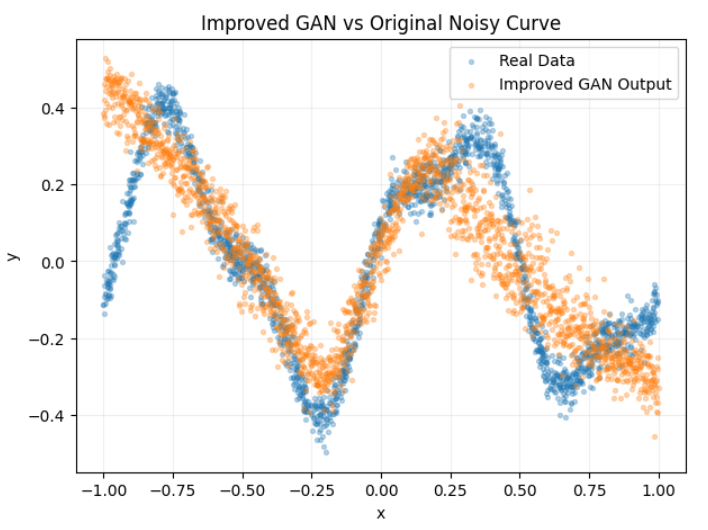 Improved GAN vs Original Noisy Curve
Real Data
Improved GAN Output
0.4
0.2
0.0
−0.2
−0.4
y
−1.00 −0.75 −0.50 −0.25 0.00 0.25 0.50 0.75 1.00
x